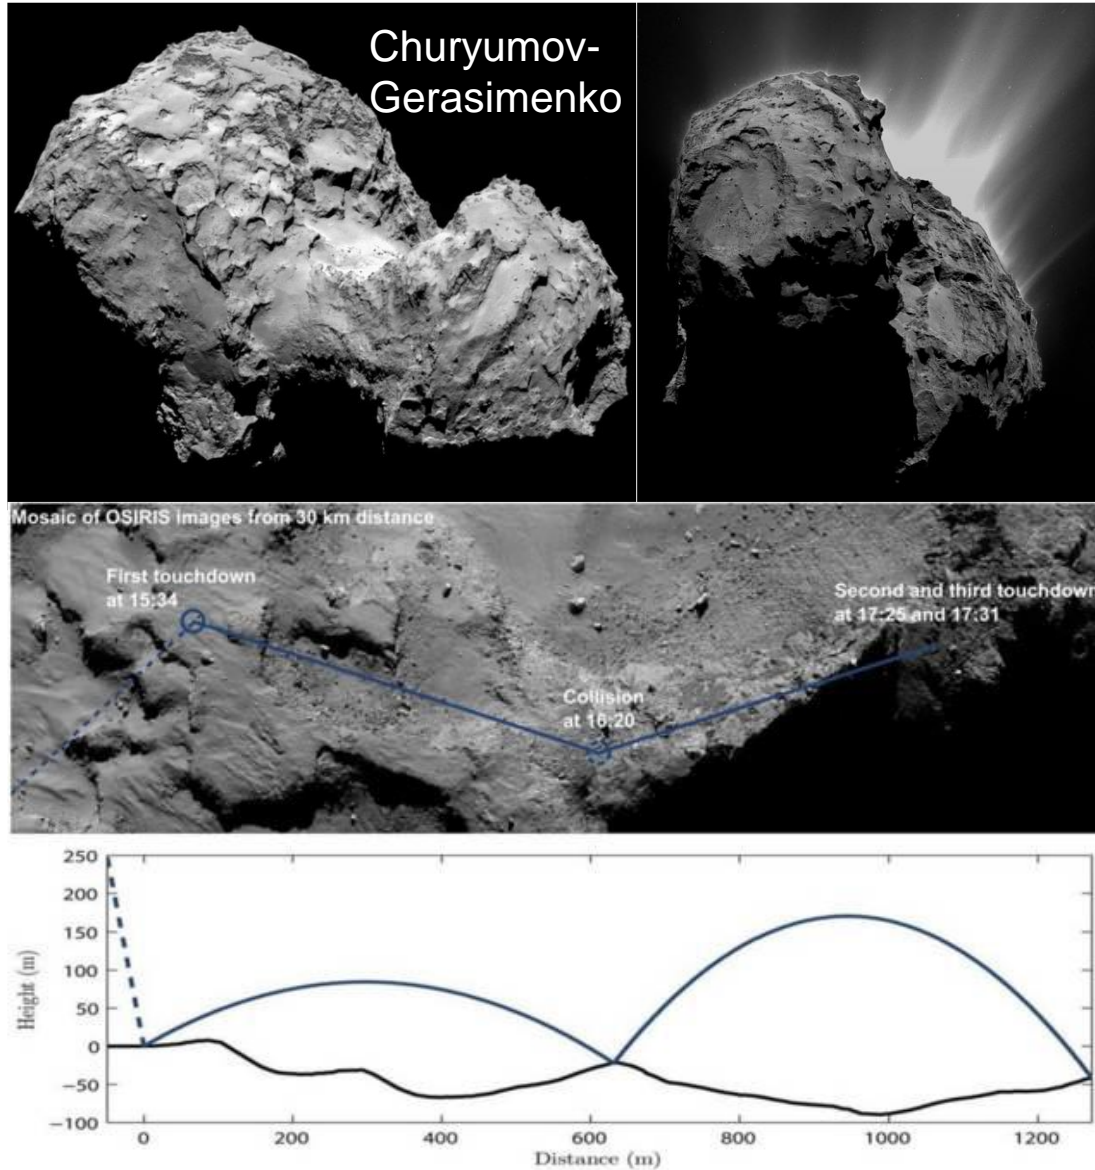 Churyumov-
Gerasimenko
Mosaic of OSIRIS images from 30 km distance
First touchdown
at 15:34
Second and third touchdown
at 17:25 and 17:31
Collision
at 16:20
250
200
150
100
50
0
−50
−100
Height (m)
0 200 400 600 800 1000 1200
Distance (m)